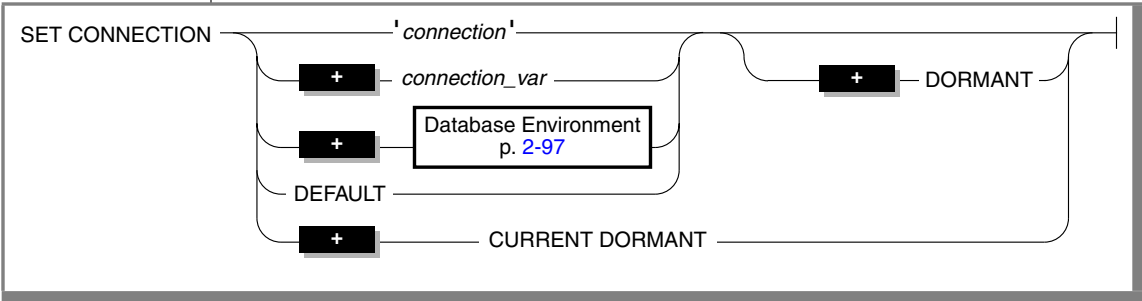 SET CONNECTION 'connection'
+ connection_var + DORMANT
+ Database Environment
p. 2-97
DEFAULT
+ CURRENT DORMANT